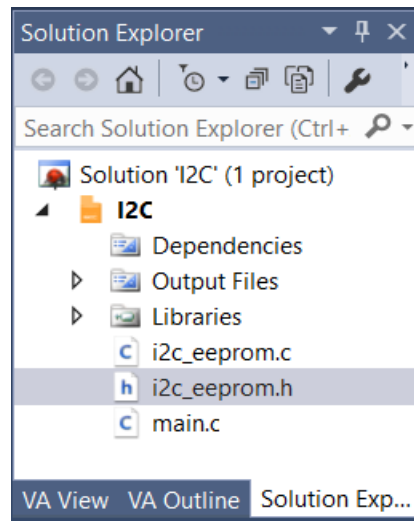 Solution Explorer
Search Solution Explorer (Ctrl+
Solution 'I2C' (1 project)
I2C
Dependencies
Output Files
Libraries
c i2c_eeprom.c
h i2c_eeprom.h
c main.c
VA View VA Outline Solution Exp...